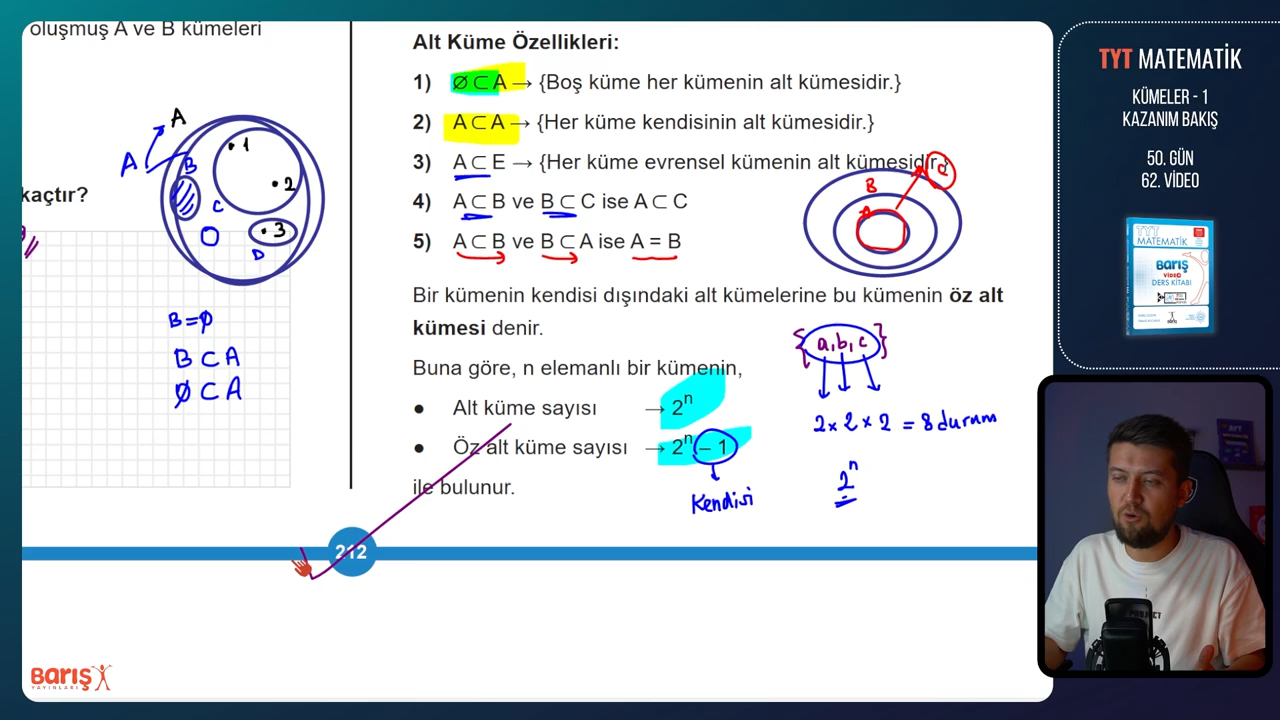 oluşmuş A ve B kümeleri
kaçtır?
A
A
B
1
2
C
3
D
B=∅
B ⊂ A
∅ ⊂ A
Alt Küme Özellikleri:
1) ∅ ⊂ A → {Boş küme her kümenin alt kümesidir.}
2) A ⊂ A → {Her küme kendisinin alt kümesidir.}
3) A ⊂ E → {Her küme evrensel kümenin alt kümesidir.}
4) A ⊂ B ve B ⊂ C ise A ⊂ C
5) A ⊂ B ve B ⊂ A ise A = B
C
B
A
Bir kümenin kendisi dışındaki alt kümelerine bu kümenin öz alt
kümesi denir.
{a,b,c}
Buna göre, n elemanlı bir kümenin,
● Alt küme sayısı → 2ⁿ
2 x 2 x 2 = 8 durum
● Öz alt küme sayısı → 2ⁿ – 1
ile bulunur.
Kendisi
2ⁿ
212
BARIŞ
YAYINLARI
TYT MATEMATİK
KÜMELER - 1
KAZANIM BAKIŞ
50. GÜN
62. VİDEO
TYT
MATEMATİK
BARIŞ
VİDEO
DERS KİTABI